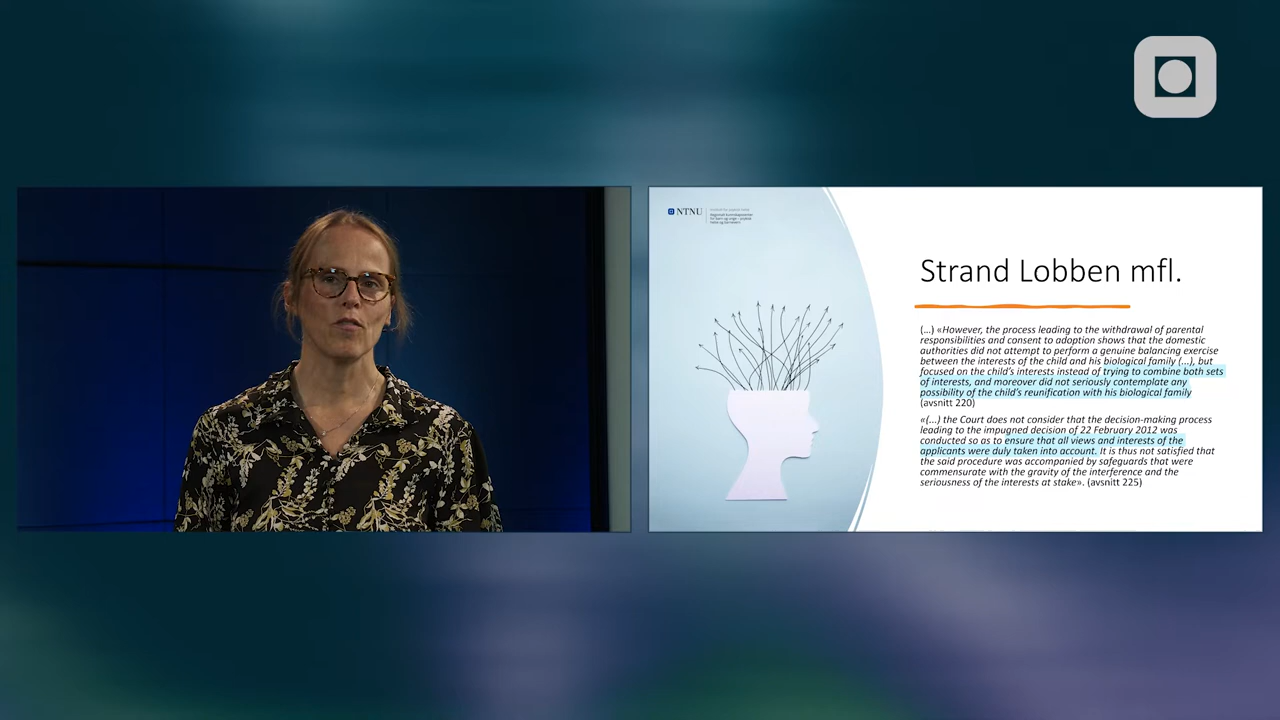 NTNU
Strand Lobben mfl.
(...) «However, the process leading to the withdrawal of parental
responsibilities and consent to adoption shows that the domestic
authorities did not attempt to perform a genuine balancing exercise
between the interests of the child and his biological family (...), but
focused on the child's interests instead of trying to combine both sets
of interests, and moreover did not seriously contemplate any
possibility of the child's reunification with his biological family
(avsnitt 220)
«(...) the Court does not consider that the decision-making process
leading to the impugned decision of 22 February 2012 was
conducted so as to ensure that all views and interests of the
applicants were duly taken into account. It is thus not satisfied that
the said procedure was accompanied by safeguards that were
commensurate with the gravity of the interference and the
seriousness of the interests at stake». (avsnitt 225)